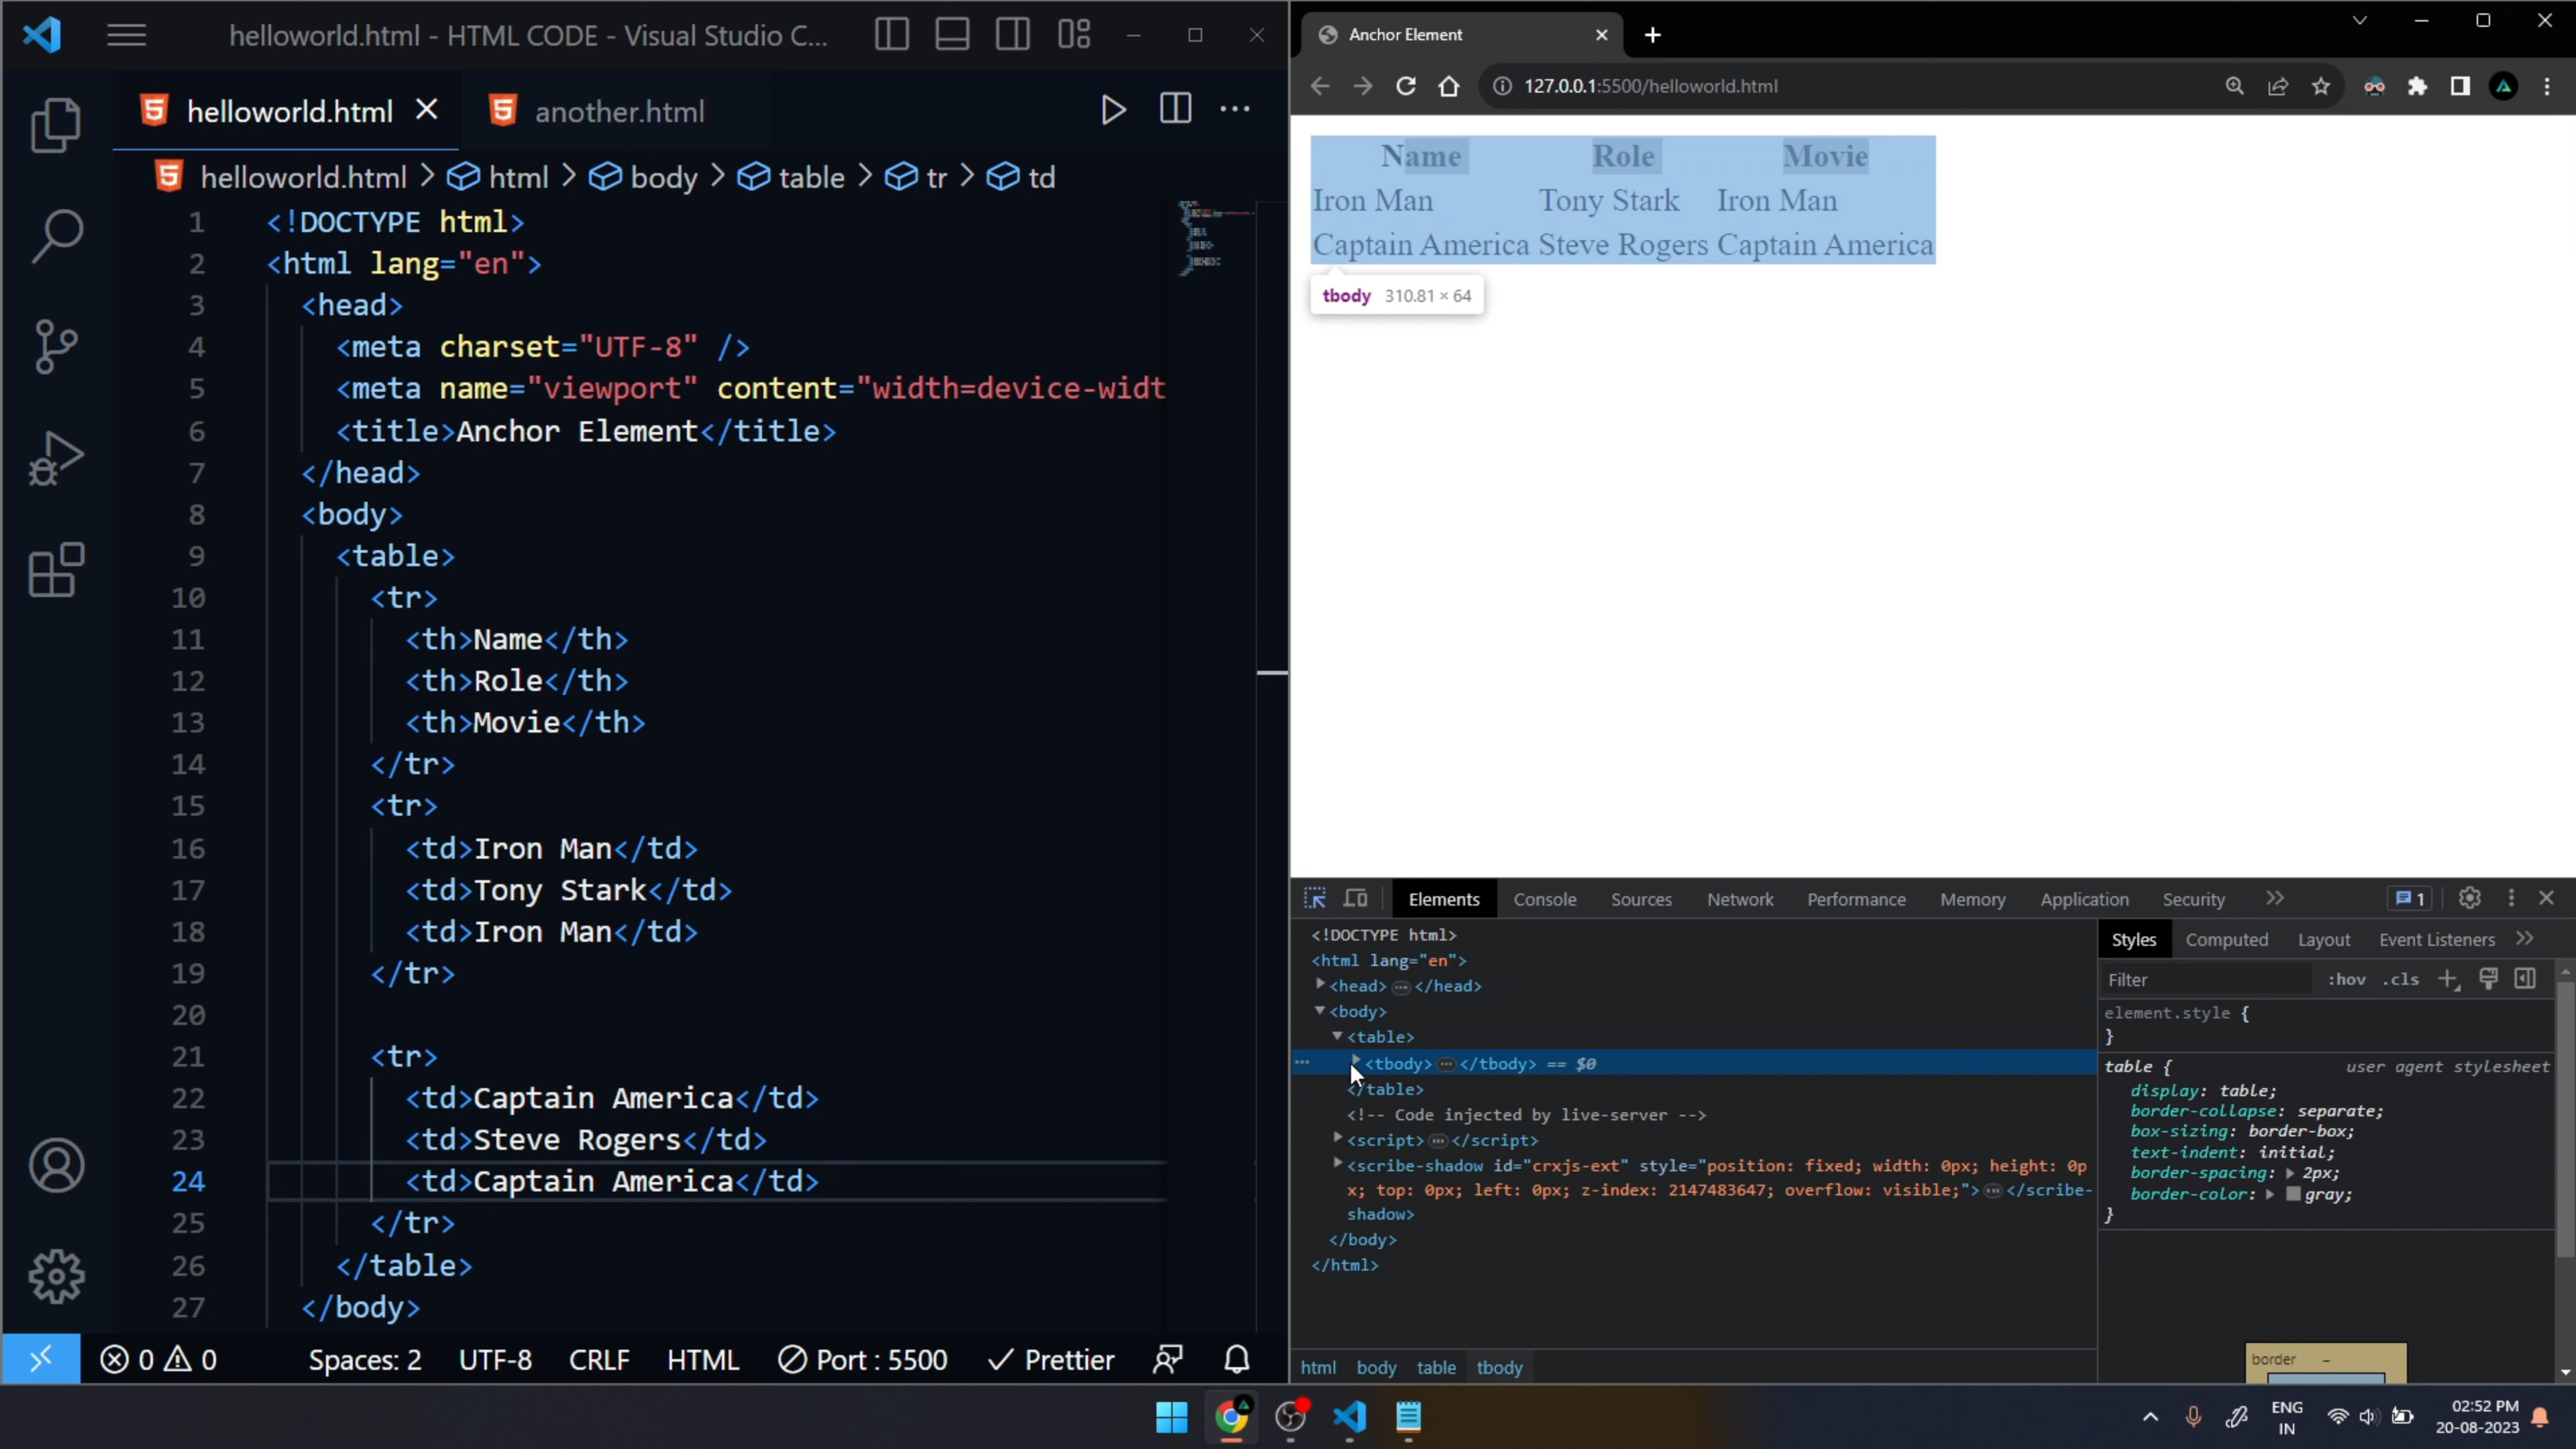 helloworld.html - HTML CODE - Visual Studio C...
helloworld.html
another.html
helloworld.html > html > body > table > tr > td
1 <!DOCTYPE html>
2 <html lang="en">
3 <head>
4 <meta charset="UTF-8" />
5 <meta name="viewport" content="width=device-widt
6 <title>Anchor Element</title>
7 </head>
8 <body>
9 <table>
10 <tr>
11 <th>Name</th>
12 <th>Role</th>
13 <th>Movie</th>
14 </tr>
15 <tr>
16 <td>Iron Man</td>
17 <td>Tony Stark</td>
18 <td>Iron Man</td>
19 </tr>
20
21 <tr>
22 <td>Captain America</td>
23 <td>Steve Rogers</td>
24 <td>Captain America</td>
25 </tr>
26 </table>
27 </body>
0 0 Spaces: 2 UTF-8 CRLF HTML Port : 5500 Prettier
Anchor Element
127.0.0.1:5500/helloworld.html
Name Role Movie
Iron Man Tony Stark Iron Man
Captain America Steve Rogers Captain America
tbody 310.81 × 64
Elements Console Sources Network Performance Memory Application Security 1
<!DOCTYPE html>
<html lang="en">
<head> ... </head>
<body>
<table>
... <tbody> ... </tbody> == $0
</table>
<!-- Code injected by live-server -->
<script> ... </script>
<scribe-shadow id="crxjs-ext" style="position: fixed; width: 0px; height: 0p
x; top: 0px; left: 0px; z-index: 2147483647; overflow: visible;"> ... </scribe-
shadow>
</body>
</html>
html body table tbody
Styles Computed Layout Event Listeners
Filter :hov .cls
element.style {
}
table { user agent stylesheet
display: table;
border-collapse: separate;
box-sizing: border-box;
text-indent: initial;
border-spacing: 2px;
border-color: gray;
}
border –
ENG
IN
02:52 PM
20-08-2023